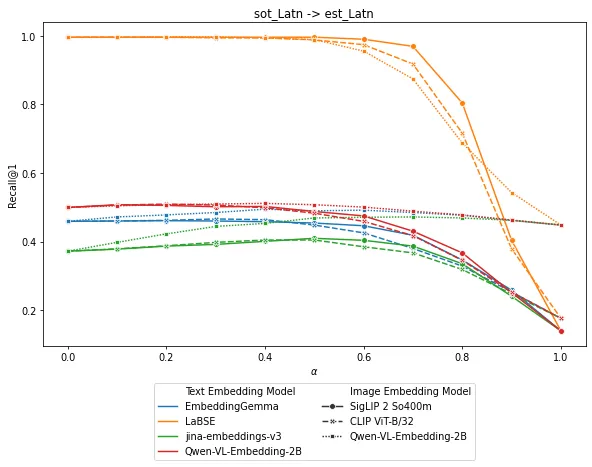 sot_Latn -> est_Latn
Recall@1
1.0
0.8
0.6
0.4
0.2
0.0 0.2 0.4 0.6 0.8 1.0
α
Text Embedding Model Image Embedding Model
EmbeddingGemma SigLIP 2 So400m
LaBSE CLIP ViT-B/32
jina-embeddings-v3 Qwen-VL-Embedding-2B
Qwen-VL-Embedding-2B